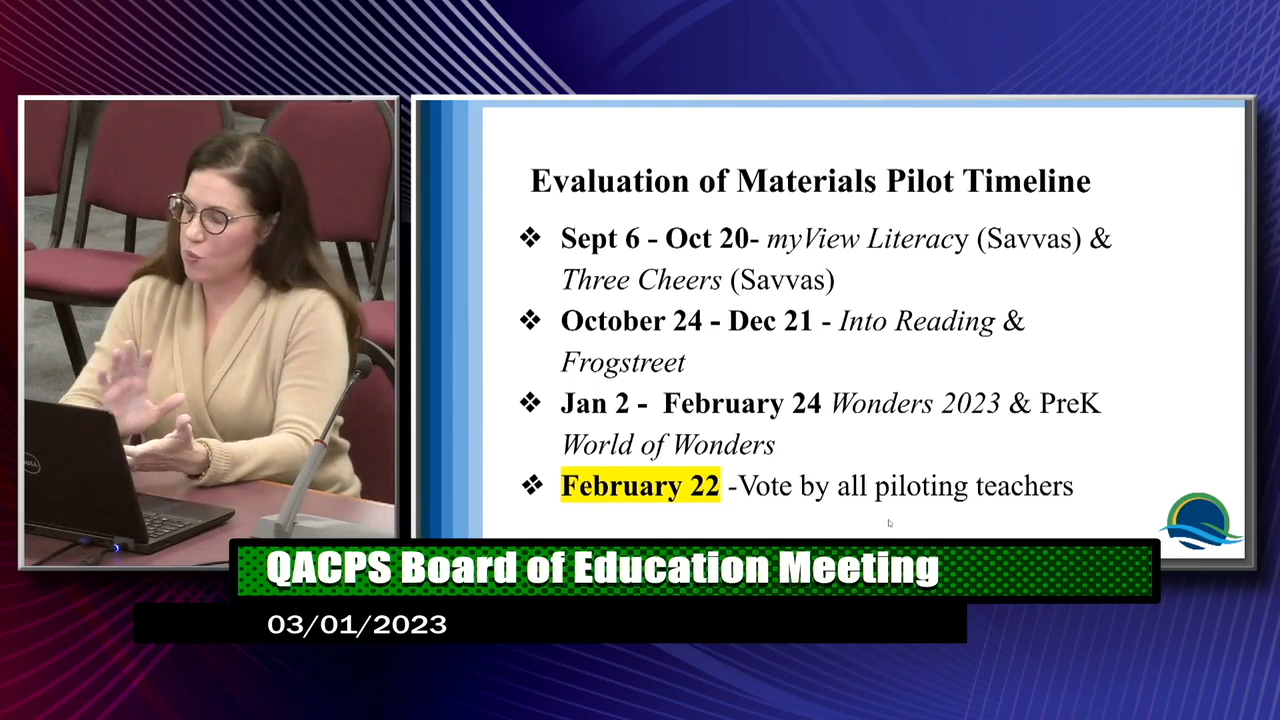 Evaluation of Materials Pilot Timeline
❖ Sept 6 - Oct 20- myView Literacy (Savvas) &
Three Cheers (Savvas)
❖ October 24 - Dec 21 - Into Reading &
Frogstreet
❖ Jan 2 - February 24 Wonders 2023 & PreK
World of Wonders
❖ February 22 -Vote by all piloting teachers
DELL
QACPS Board of Education Meeting
03/01/2023